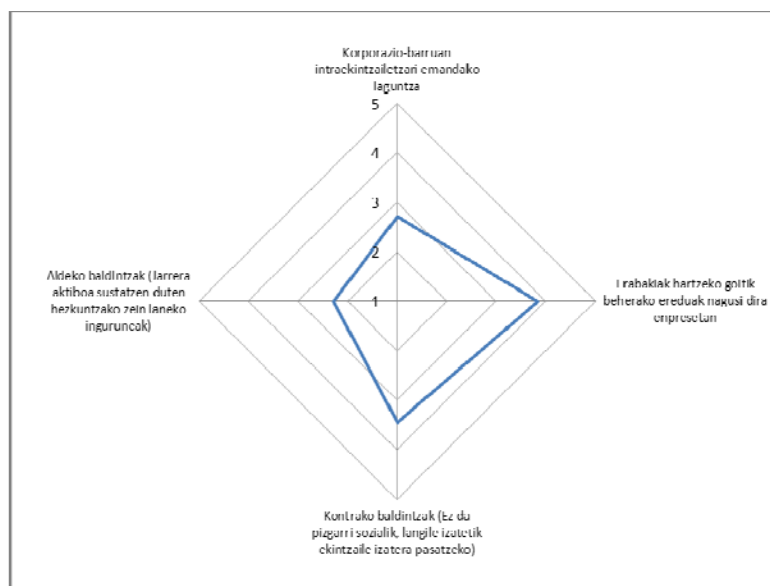 Korporazio-barruan
intraekintzailetzari emandako
laguntza
5
4
3
2
1
Aldeko baldintzak (Jarrera
aktiboa sustatzen duten
hezkuntzako zein laneko
inguruneak)
Erabakiak hartzeko goitik
beherako ereduak nagusi dira
enpresetan
Kontrako baldintzak (Ez da
pizgarri sozialik, langile izatetik
ekintzaile izatera pasatzeko)